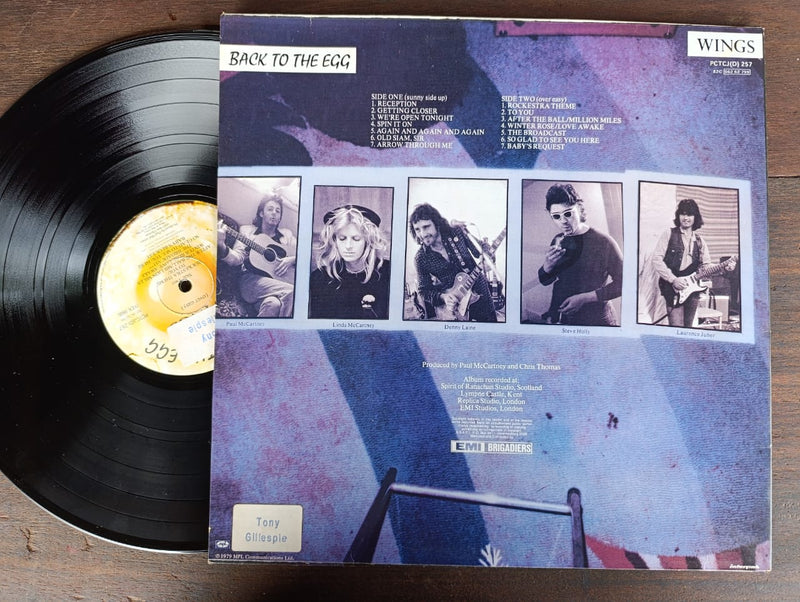 BACK TO THE EGG
WINGS
PCTCJ(D) 257
SIDE ONE (sunny side up)
1. RECEPTION
2. GETTING CLOSER
3. WE'RE OPEN TONIGHT
4. SPIN IT ON
5. AGAIN AND AGAIN AND AGAIN
6. OLD SIAM, SIR
7. ARROW THROUGH ME
SIDE TWO (over easy)
1. ROCKESTRA THEME
2. TO YOU
3. AFTER THE BALL/MILLION MILES
4. WINTER ROSE/LOVE AWAKE
5. THE BROADCAST
6. SO GLAD TO SEE YOU HERE
7. BABY'S REQUEST
Paul McCartney
Linda McCartney
Denny Laine
Steve Holly
Laurence Juber
Produced by Paul McCartney and Chris Thomas
Album recorded at:
Spirit of Ranachan Studio, Scotland
Lympne Castle, Kent
Replica Studio, London
EMI Studios, London
EMI BRIGADIERS
Tony
Gillespie
© 1979 MPL Communications Ltd.
EGG